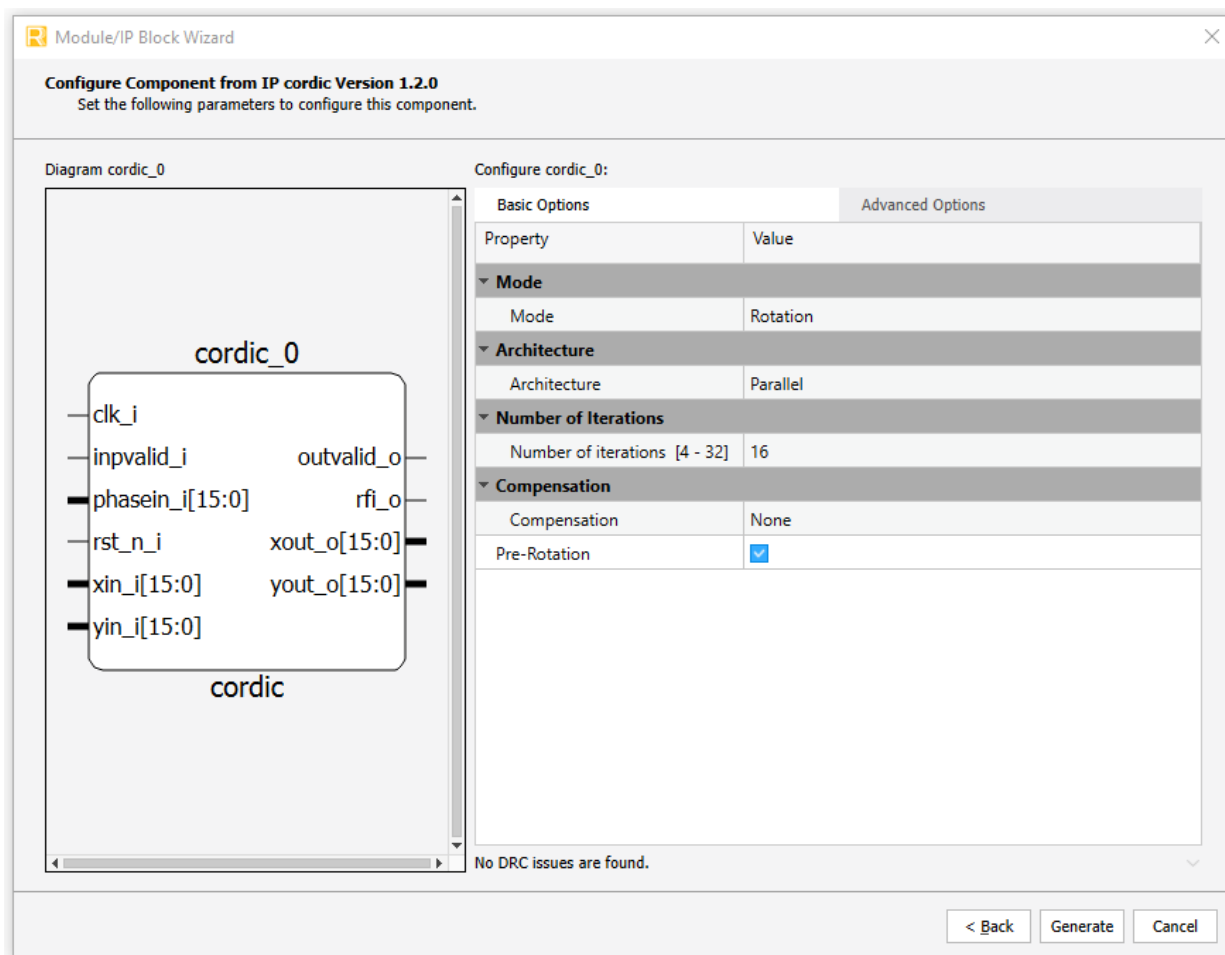 Module/IP Block Wizard
Configure Component from IP cordic Version 1.2.0
Set the following parameters to configure this component.
Diagram cordic_0
cordic_0
clk_i
inpvalid_i outvalid_o
phasein_i[15:0] rfi_o
rst_n_i xout_o[15:0]
xin_i[15:0] yout_o[15:0]
yin_i[15:0]
cordic
Configure cordic_0:
Basic Options Advanced Options
Property Value
Mode
Mode Rotation
Architecture
Architecture Parallel
Number of Iterations
Number of iterations [4 - 32] 16
Compensation
Compensation None
Pre-Rotation
No DRC issues are found.
< Back Generate Cancel